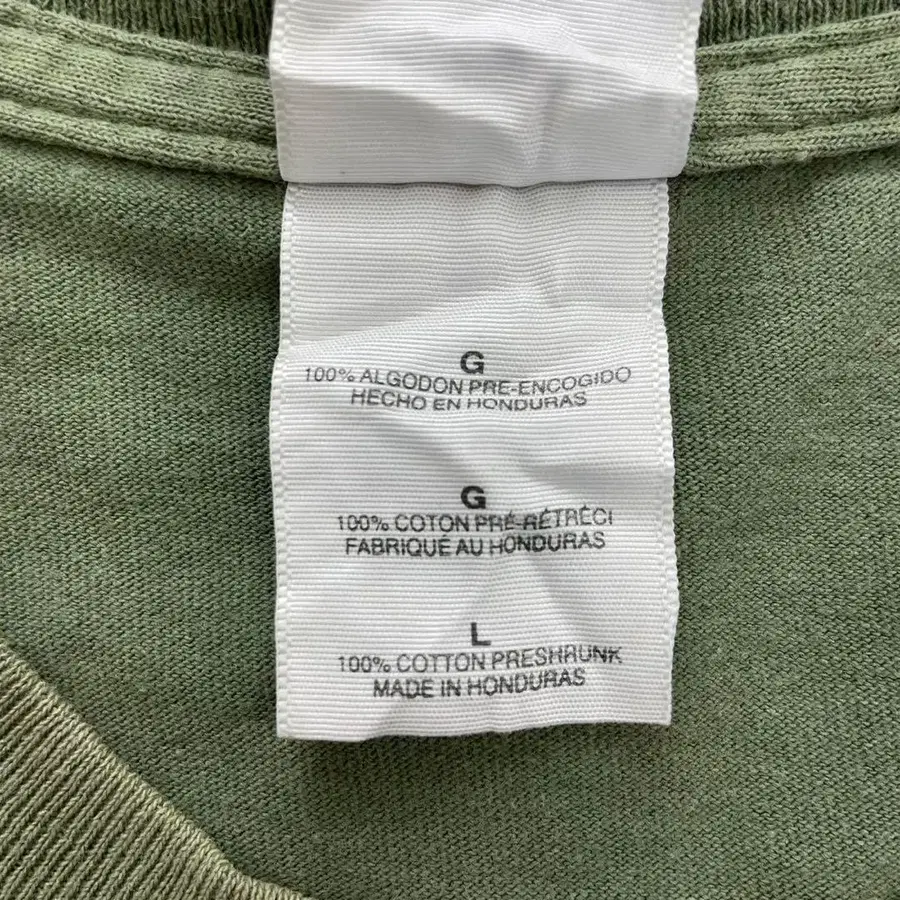 G
100% ALGODON PRE-ENCOGIDO
HECHO EN HONDURAS
G
100% COTON PRÉ-RÉTRÉCI
FABRIQUÉ AU HONDURAS
L
100% COTTON PRESHRUNK
MADE IN HONDURAS